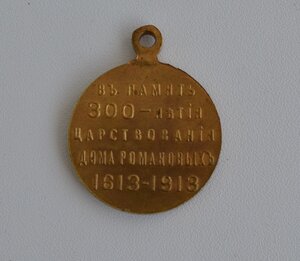 ВЪ ПАМЯТЬ
300-ЛѢТІЯ
ЦАРСТВОВАНІЯ
ДОМА РОМАНОВЫХЪ
1613-1913